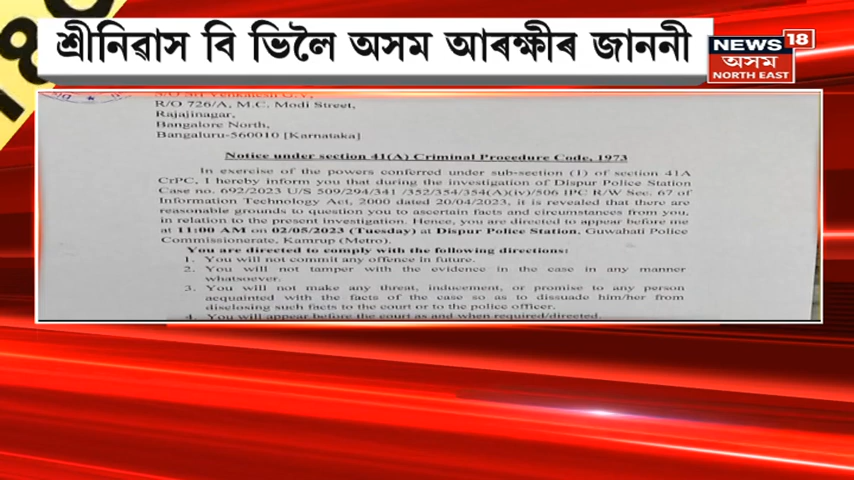 শ্ৰীনিৱাস বি ভিলৈ অসম আৰক্ষীৰ জাননী
NEWS 18
অসম
NORTH EAST
R/O 726/A, M.C. Modi Street,
Rajajinagar,
Bangalore North,
Bangaluru-560010 [Karnataka]
Notice under section 41(A) Criminal Procedure Code, 1973
In exercise of the powers conferred under sub-section (1) of section 41A
CrPC, I hereby inform you that during the investigation of Dispur Police Station
Case no. 692/2023 U/S 509/294/341 /352/354/354(A)(iv)/506 IPC R/W Sec. 67 of
Information Technology Act, 2000 dated 20/04/2023, it is revealed that there are
reasonable grounds to question you to ascertain facts and circumstances from you,
in relation to the present investigation. Hence, you are directed to appear before me
at 11:00 AM on 02/05/2023 (Tuesday) at Dispur Police Station, Guwahati Police
Commissionerate, Kamrup (Metro).
You are directed to comply with the following directions:
1. You will not commit any offence in future.
2. You will not tamper with the evidence in the case in any manner
whatsoever.
3. You will not make any threat, inducement, or promise to any person
acquainted with the facts of the case so as to dissuade him/her from
disclosing such facts to the court or to the police officer.
4. You will appear before the court as and when required/directed.